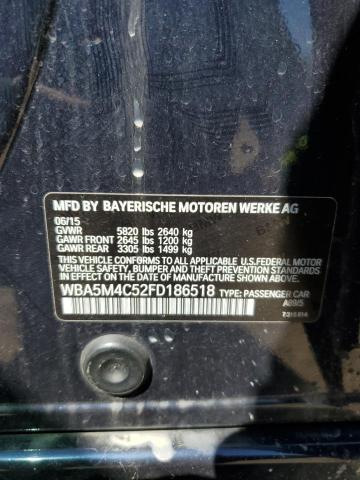 MFD BY BAYERISCHE MOTOREN WERKE AG
06/15
GVWR 5820 lbs 2640 kg
GAWR FRONT 2645 lbs 1200 kg
GAWR REAR 3305 lbs 1499 kg
THIS VEHICLE CONFORMS TO ALL APPLICABLE U.S.FEDERAL MOTOR
VEHICLE SAFETY, BUMPER, AND THEFT PREVENTION STANDARDS IN
EFFECT ON THE DATE OF MANUFACTURE SHOWN ABOVE.
WBA5M4C52FD186518 TYPE: PASSENGER CAR
A89/5